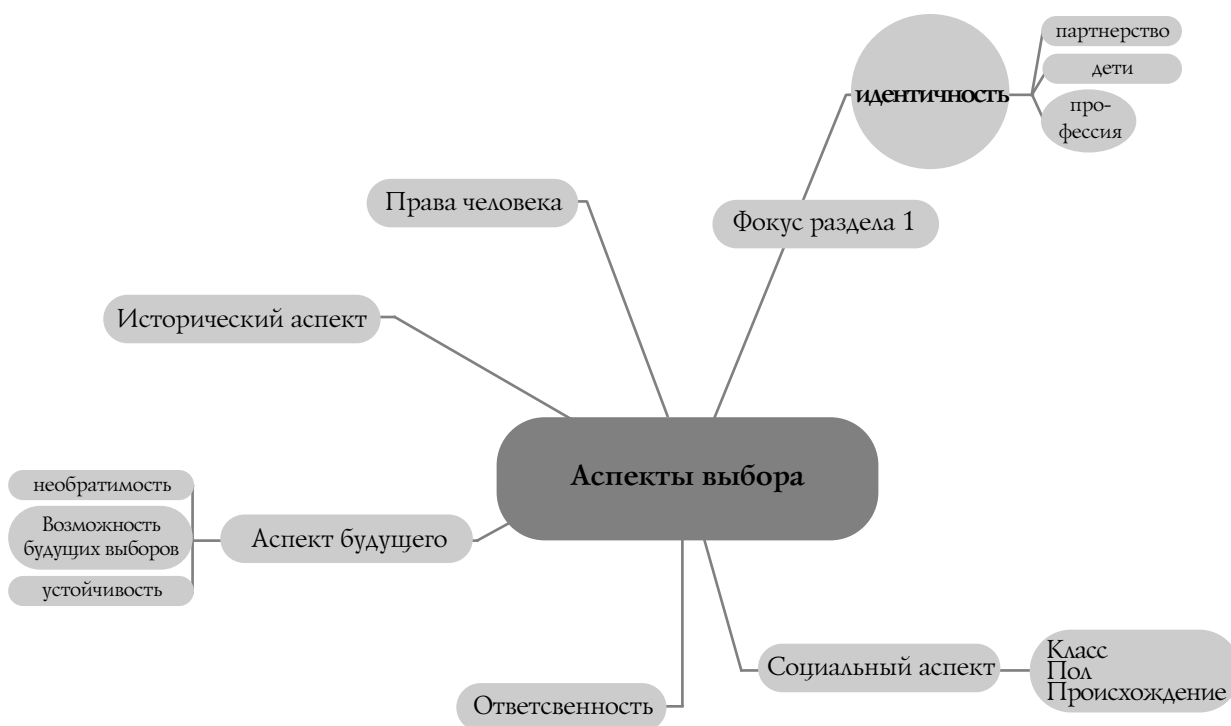 партнерство
дети
про-
фессия
идентичность
Права человека
Фокус раздела 1
Исторический аспект
Аспекты выбора
необратимость
Возможность
будущих выборов
устойчивость
Аспект будущего
Социальный аспект
Класс
Пол
Происхождение
Ответсвенность